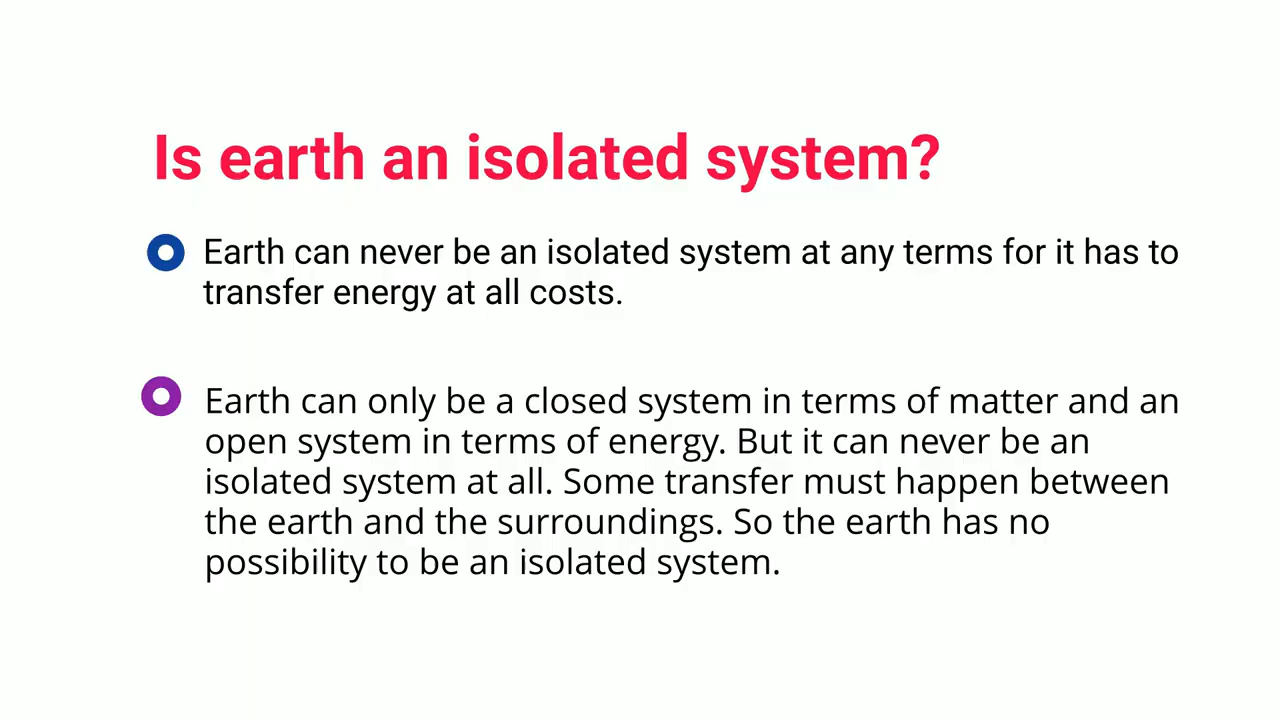 Is earth an isolated system?
Earth can never be an isolated system at any terms for it has to
transfer energy at all costs.
Earth can only be a closed system in terms of matter and an
open system in terms of energy. But it can never be an
isolated system at all. Some transfer must happen between
the earth and the surroundings. So the earth has no
possibility to be an isolated system.